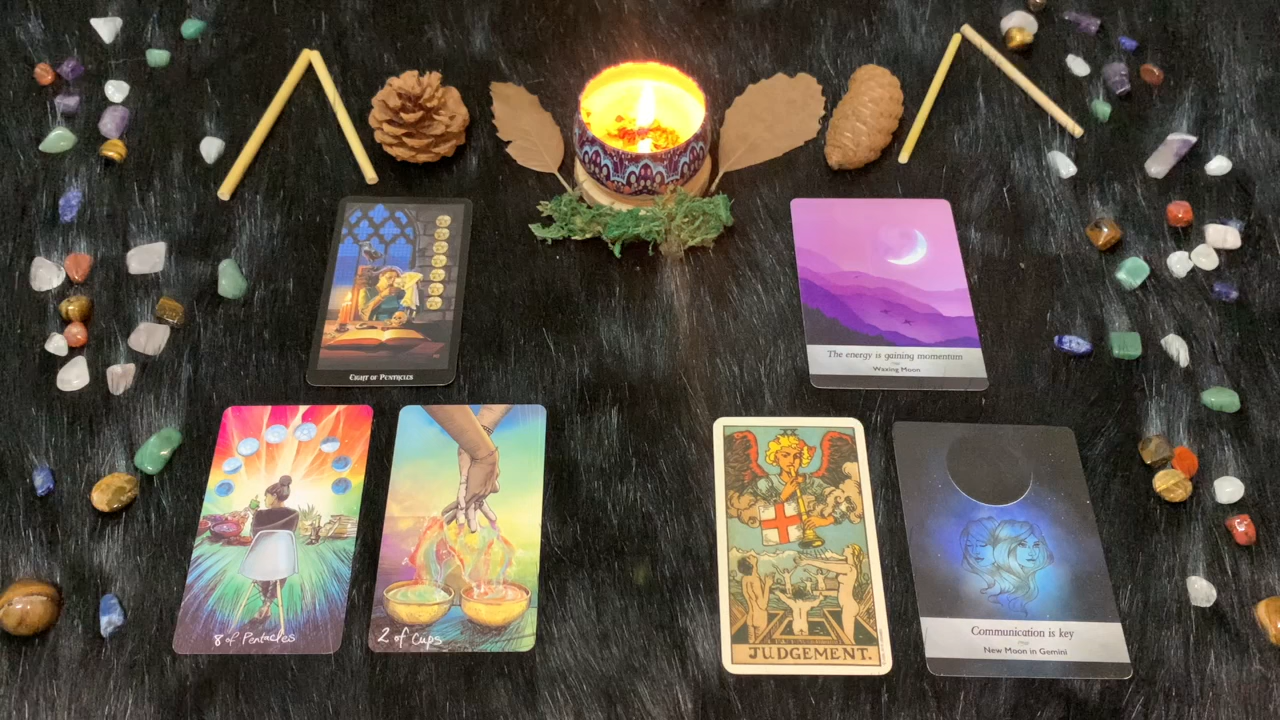 Eight of Pentacles
The energy is gaining momentum
Waxing Moon
8 of Pentacles
2 of Cups
XX
JUDGEMENT.
Communication is key
New Moon in Gemini